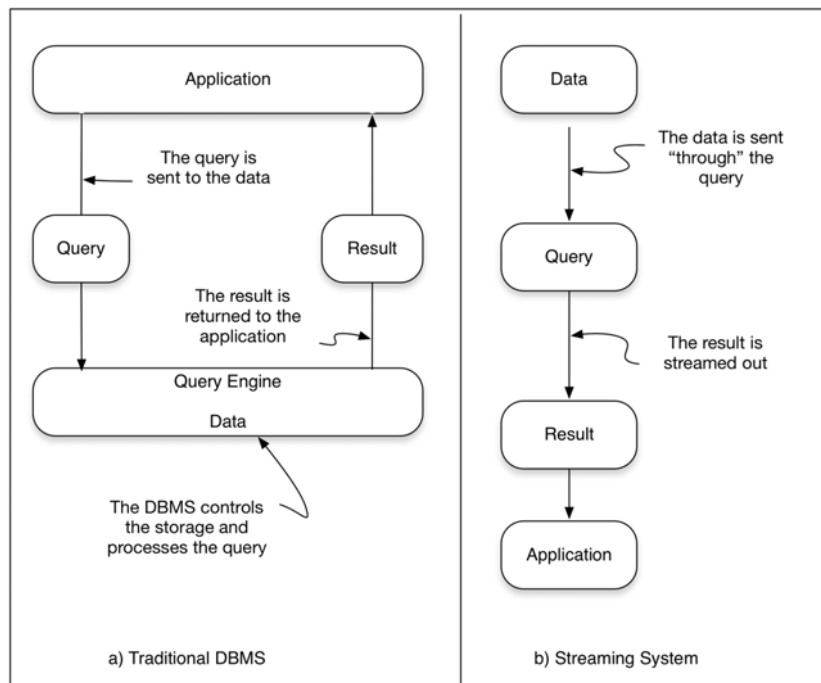 Application
The query is
sent to the data
Query
Result
The result is
returned to the
application
Query Engine
Data
The DBMS controls
the storage and
processes the query
a) Traditional DBMS
Data
The data is sent
“through” the
query
Query
The result is
streamed out
Result
Application
b) Streaming System